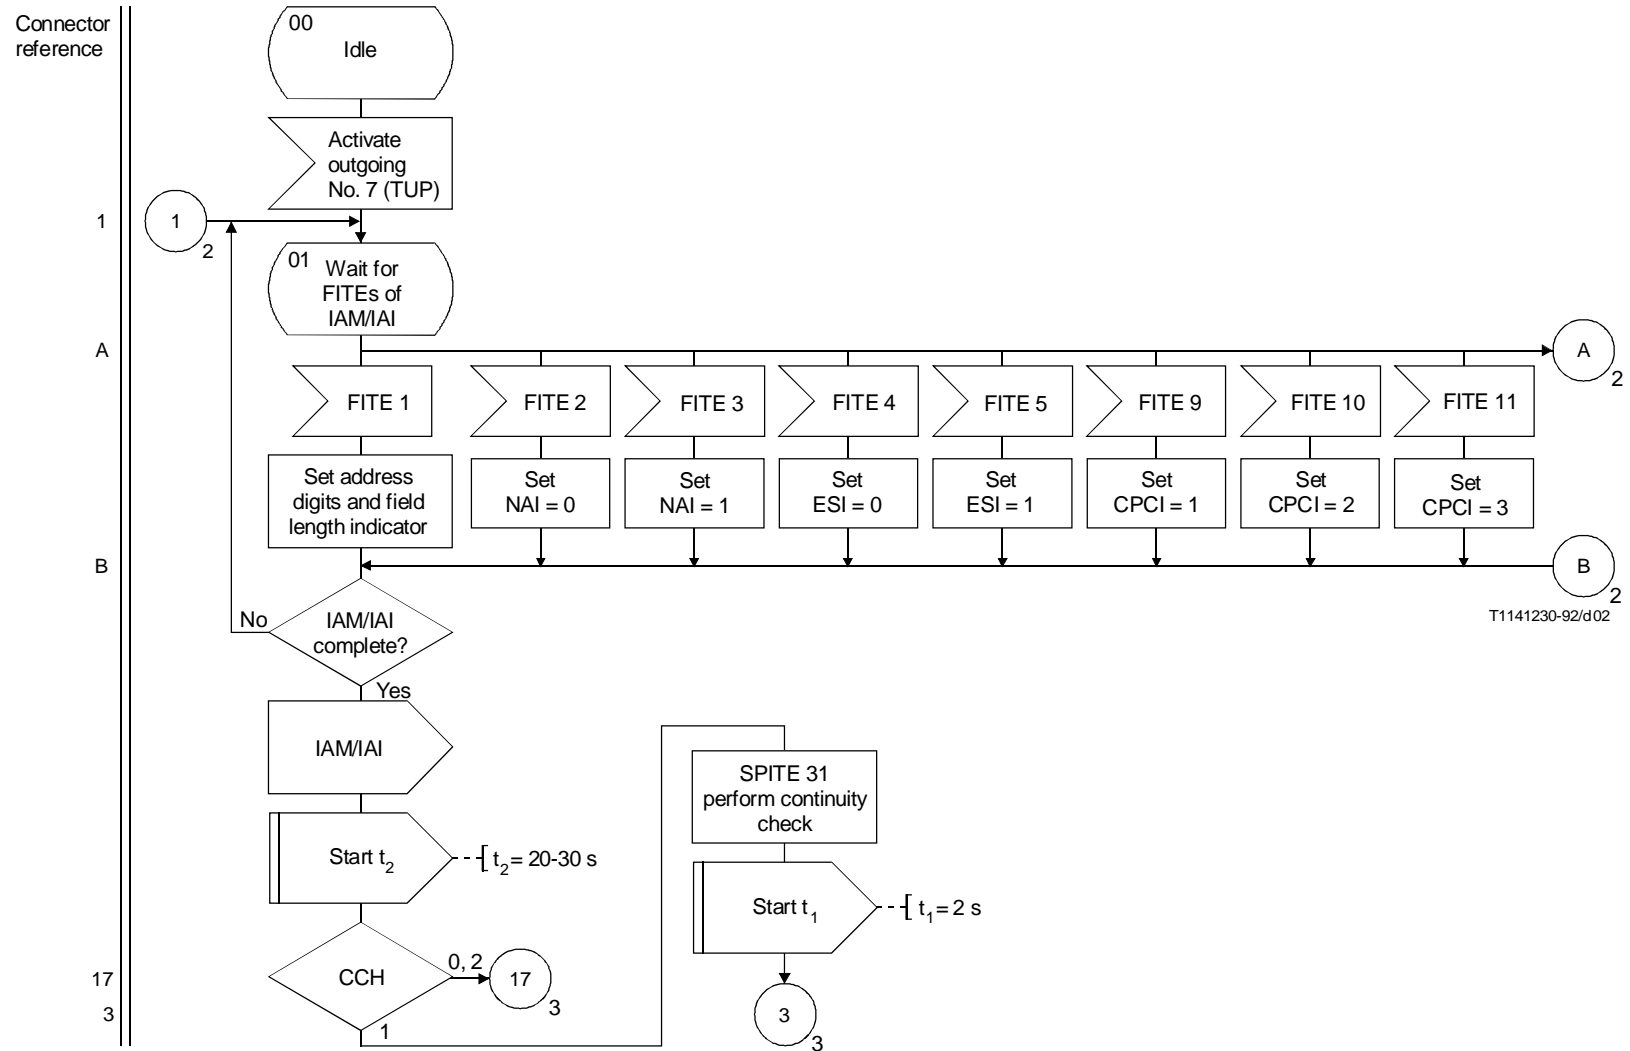 Connector
reference
00
Idle
Activate
outgoing
No. 7 (TUP)
1
1
2
01
Wait for
FITEs of
IAM/IAI
A
A
2
FITE 1
FITE 2
FITE 3
FITE 4
FITE 5
FITE 9
FITE 10
FITE 11
Set address
digits and field
length indicator
Set
NAI = 0
Set
NAI = 1
Set
ESI = 0
Set
ESI = 1
Set
CPCI = 1
Set
CPCI = 2
Set
CPCI = 3
B
B
2
T1141230-92/d02
No
IAM/IAI
complete?
Yes
IAM/IAI
SPITE 31
perform continuity
check
Start t2
t2= 20-30 s
Start t1
t1= 2 s
CCH
0, 2
17
3
17
3
1
3
3